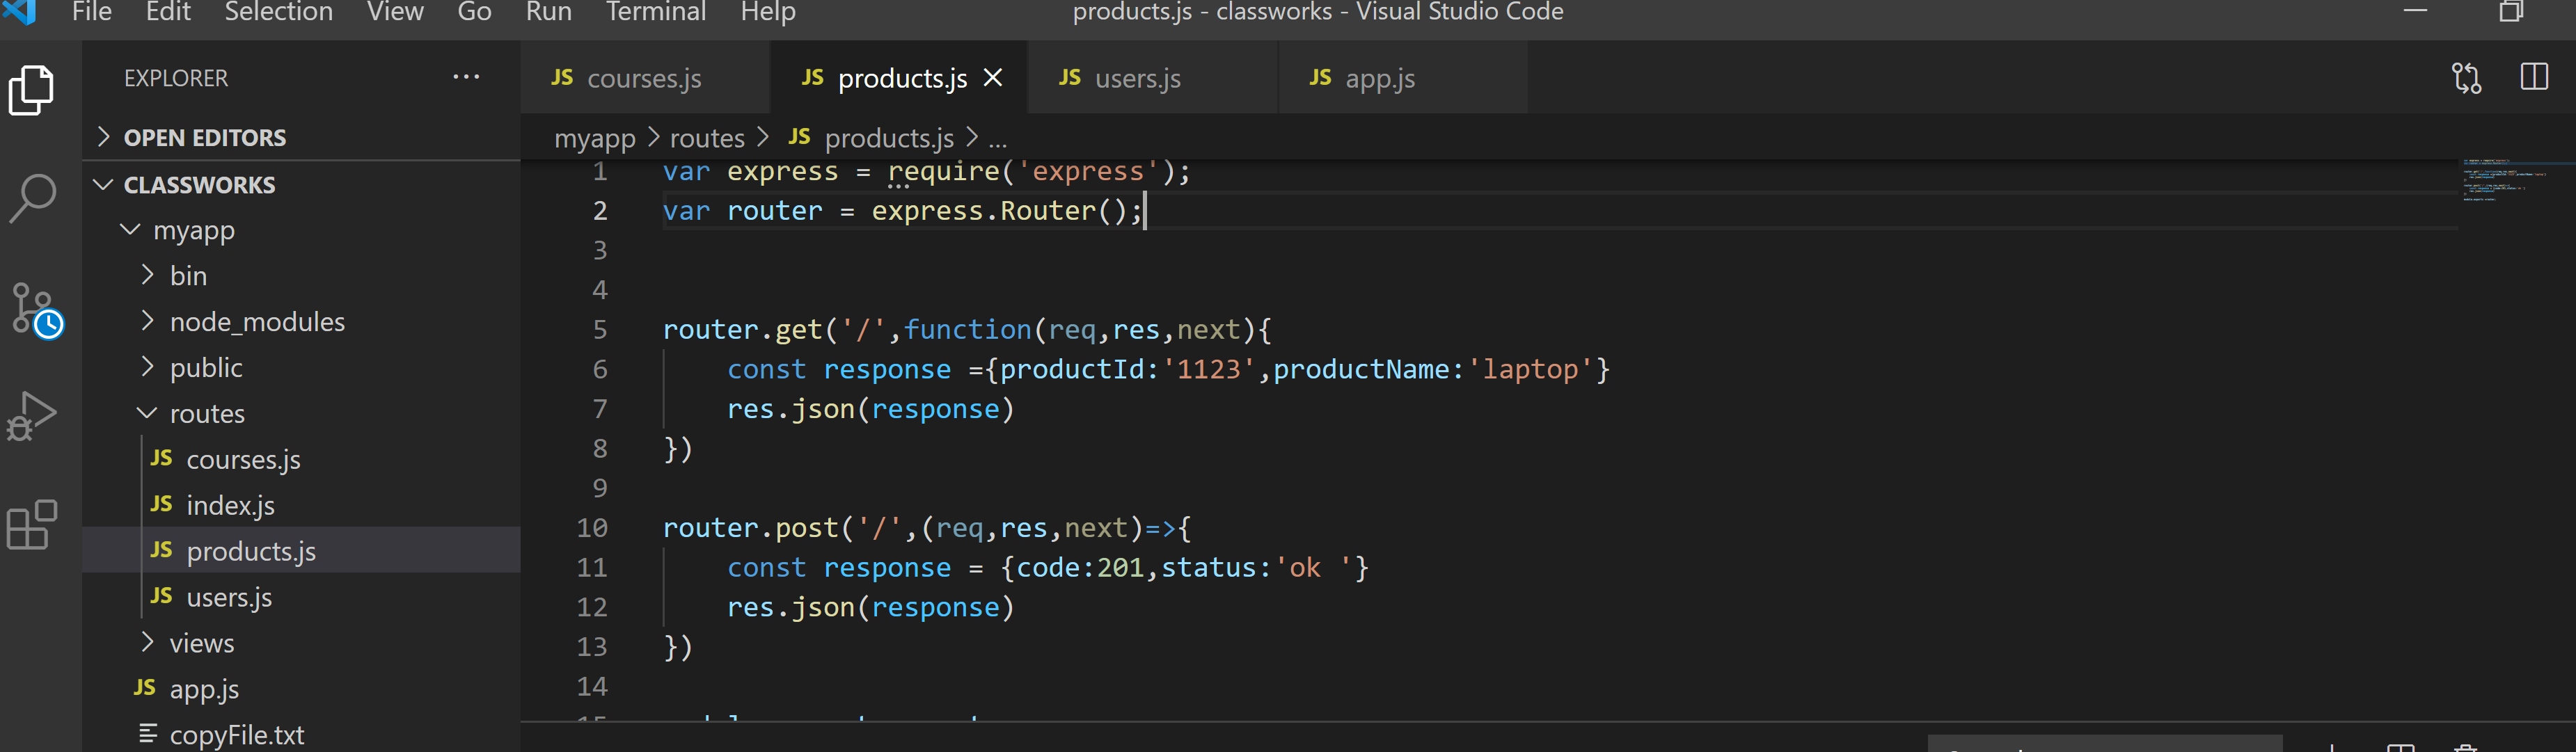 File Edit Selection View Go Run Terminal Help products.js - classworks - Visual Studio Code
EXPLORER ...
JS courses.js JS products.js JS users.js JS app.js
OPEN EDITORS
myapp > routes > JS products.js > ...
CLASSWORKS
myapp
bin
node_modules
public
routes
JS courses.js
JS index.js
JS products.js
JS users.js
views
JS app.js
copyFile.txt
1 var express = require('express');
2 var router = express.Router();
3
4
5 router.get('/',function(req,res,next){
6 const response ={productId:'1123',productName:'laptop'}
7 res.json(response)
8 })
9
10 router.post('/',(req,res,next)=>{
11 const response = {code:201,status:'ok '}
12 res.json(response)
13 })
14